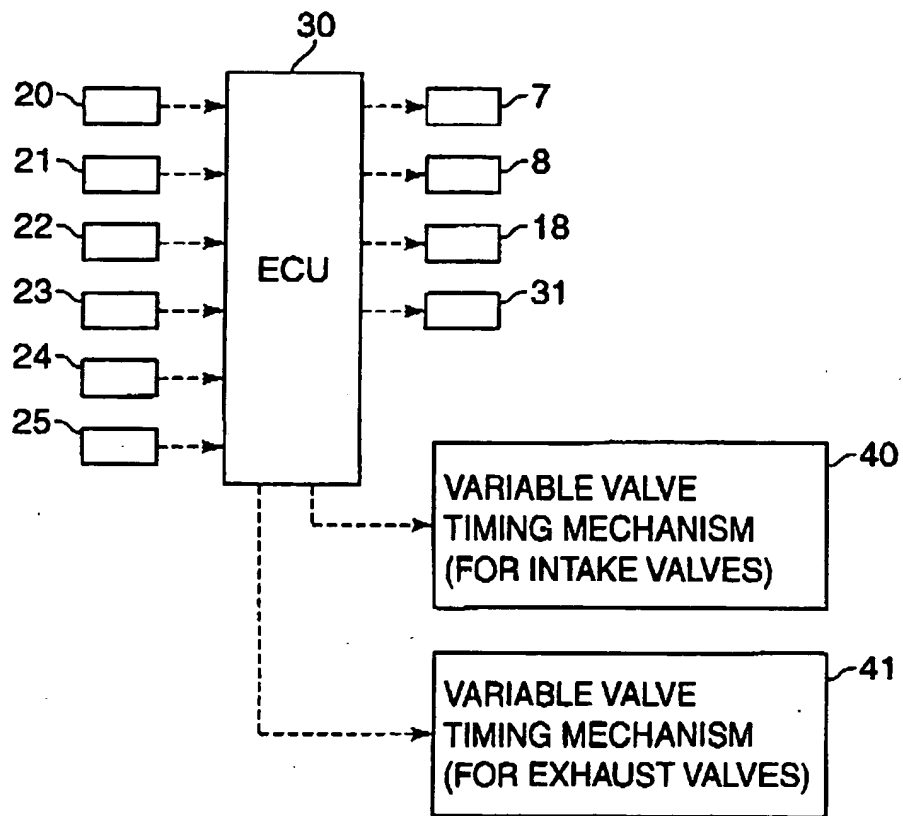 30
20
7
21
8
22
18
23
31
24
25
ECU
40
VARIABLE VALVE
TIMING MECHANISM
(FOR INTAKE VALVES)
41
VARIABLE VALVE
TIMING MECHANISM
(FOR EXHAUST VALVES)